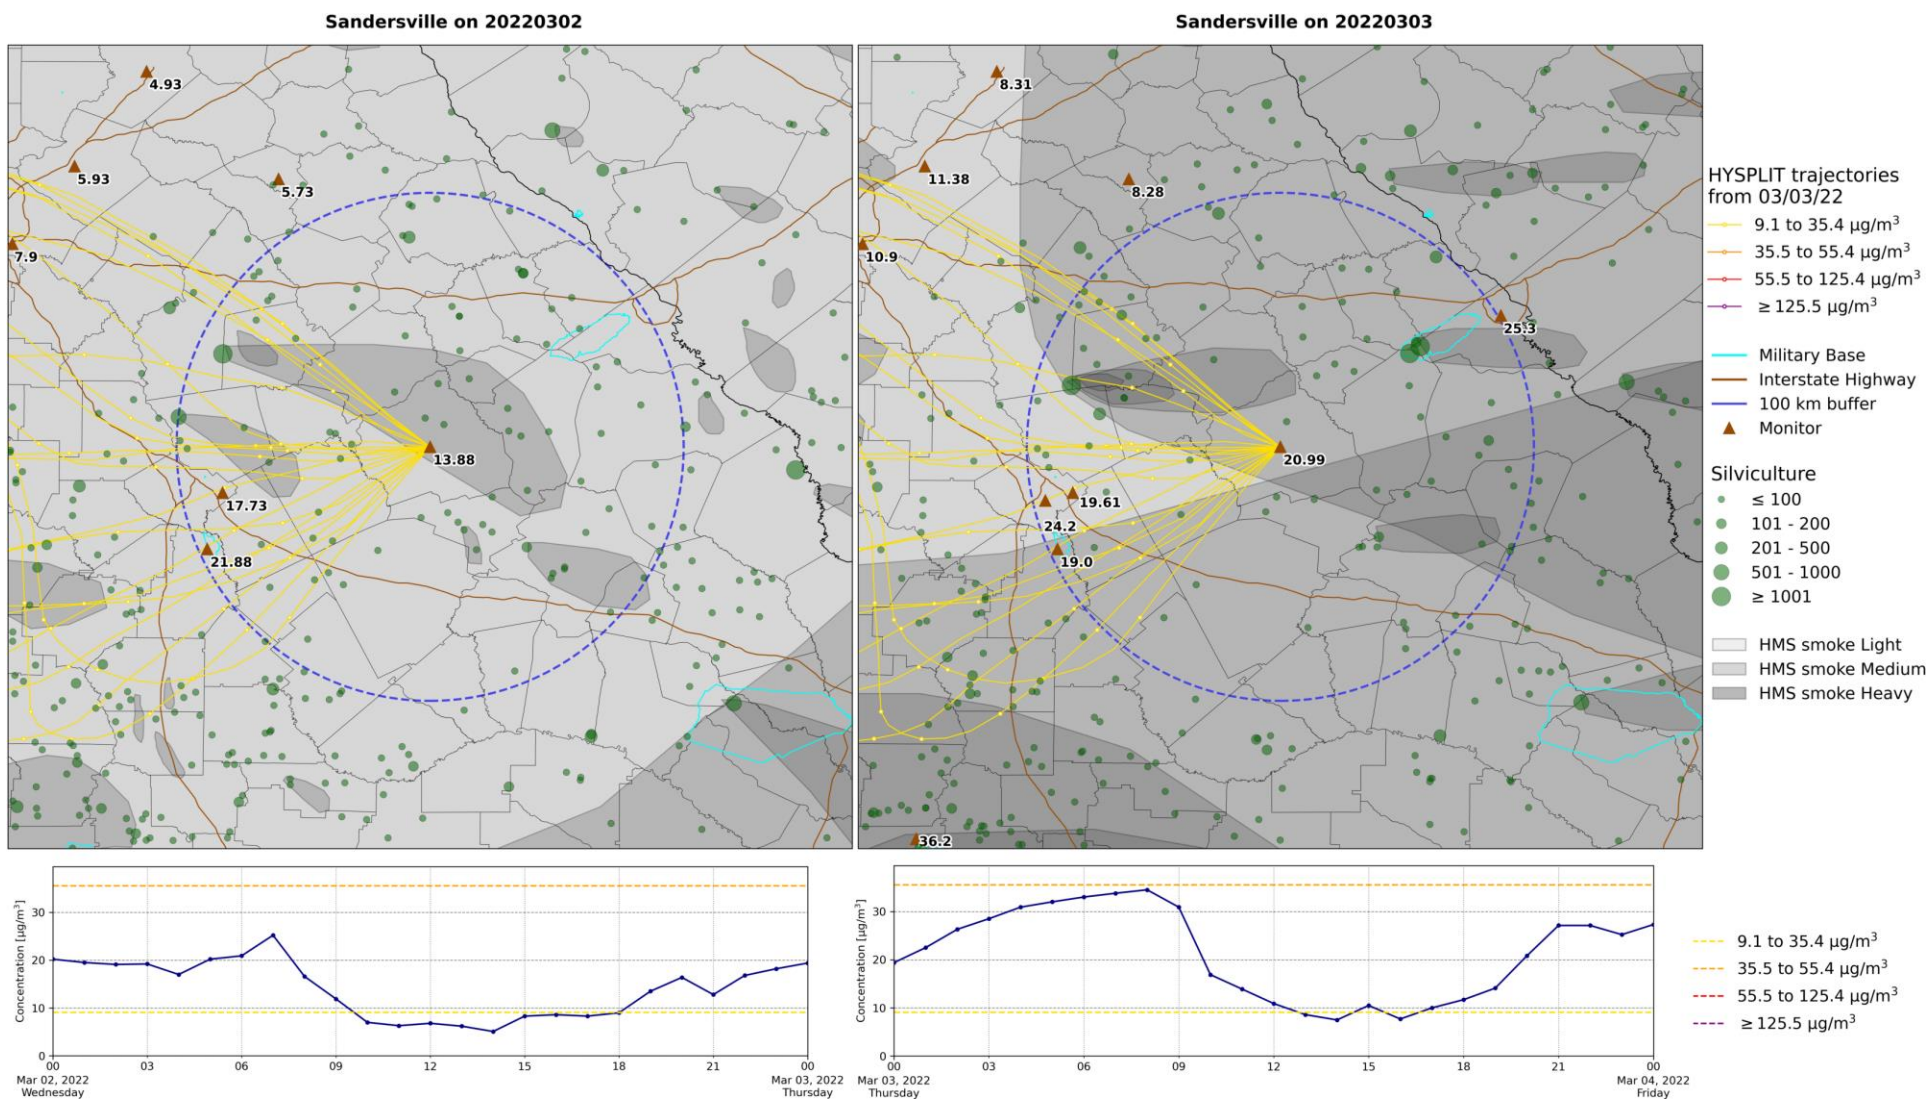 Sandersville on 20220302
4.93
5.93
5.73
7.9
13.88
17.73
21.88
Sandersville on 20220303
8.31
11.38
8.28
10.9
25.3
20.99
19.61
24.2
19.0
36.2
HYSPLIT trajectories
from 03/03/22
9.1 to 35.4 µg/m³
35.5 to 55.4 µg/m³
55.5 to 125.4 µg/m³
≥ 125.5 µg/m³
Military Base
Interstate Highway
100 km buffer
Monitor
Silviculture
≤ 100
101 - 200
201 - 500
501 - 1000
≥ 1001
HMS smoke Light
HMS smoke Medium
HMS smoke Heavy
Concentration [µg/m³]
30
20
10
0
00 03 06 09 12 15 18 21 00
Mar 02, 2022 Mar 03, 2022
Wednesday Thursday
Concentration [µg/m³]
30
20
10
0
00 03 06 09 12 15 18 21 00
Mar 03, 2022 Mar 04, 2022
Thursday Friday
9.1 to 35.4 µg/m³
35.5 to 55.4 µg/m³
55.5 to 125.4 µg/m³
≥ 125.5 µg/m³